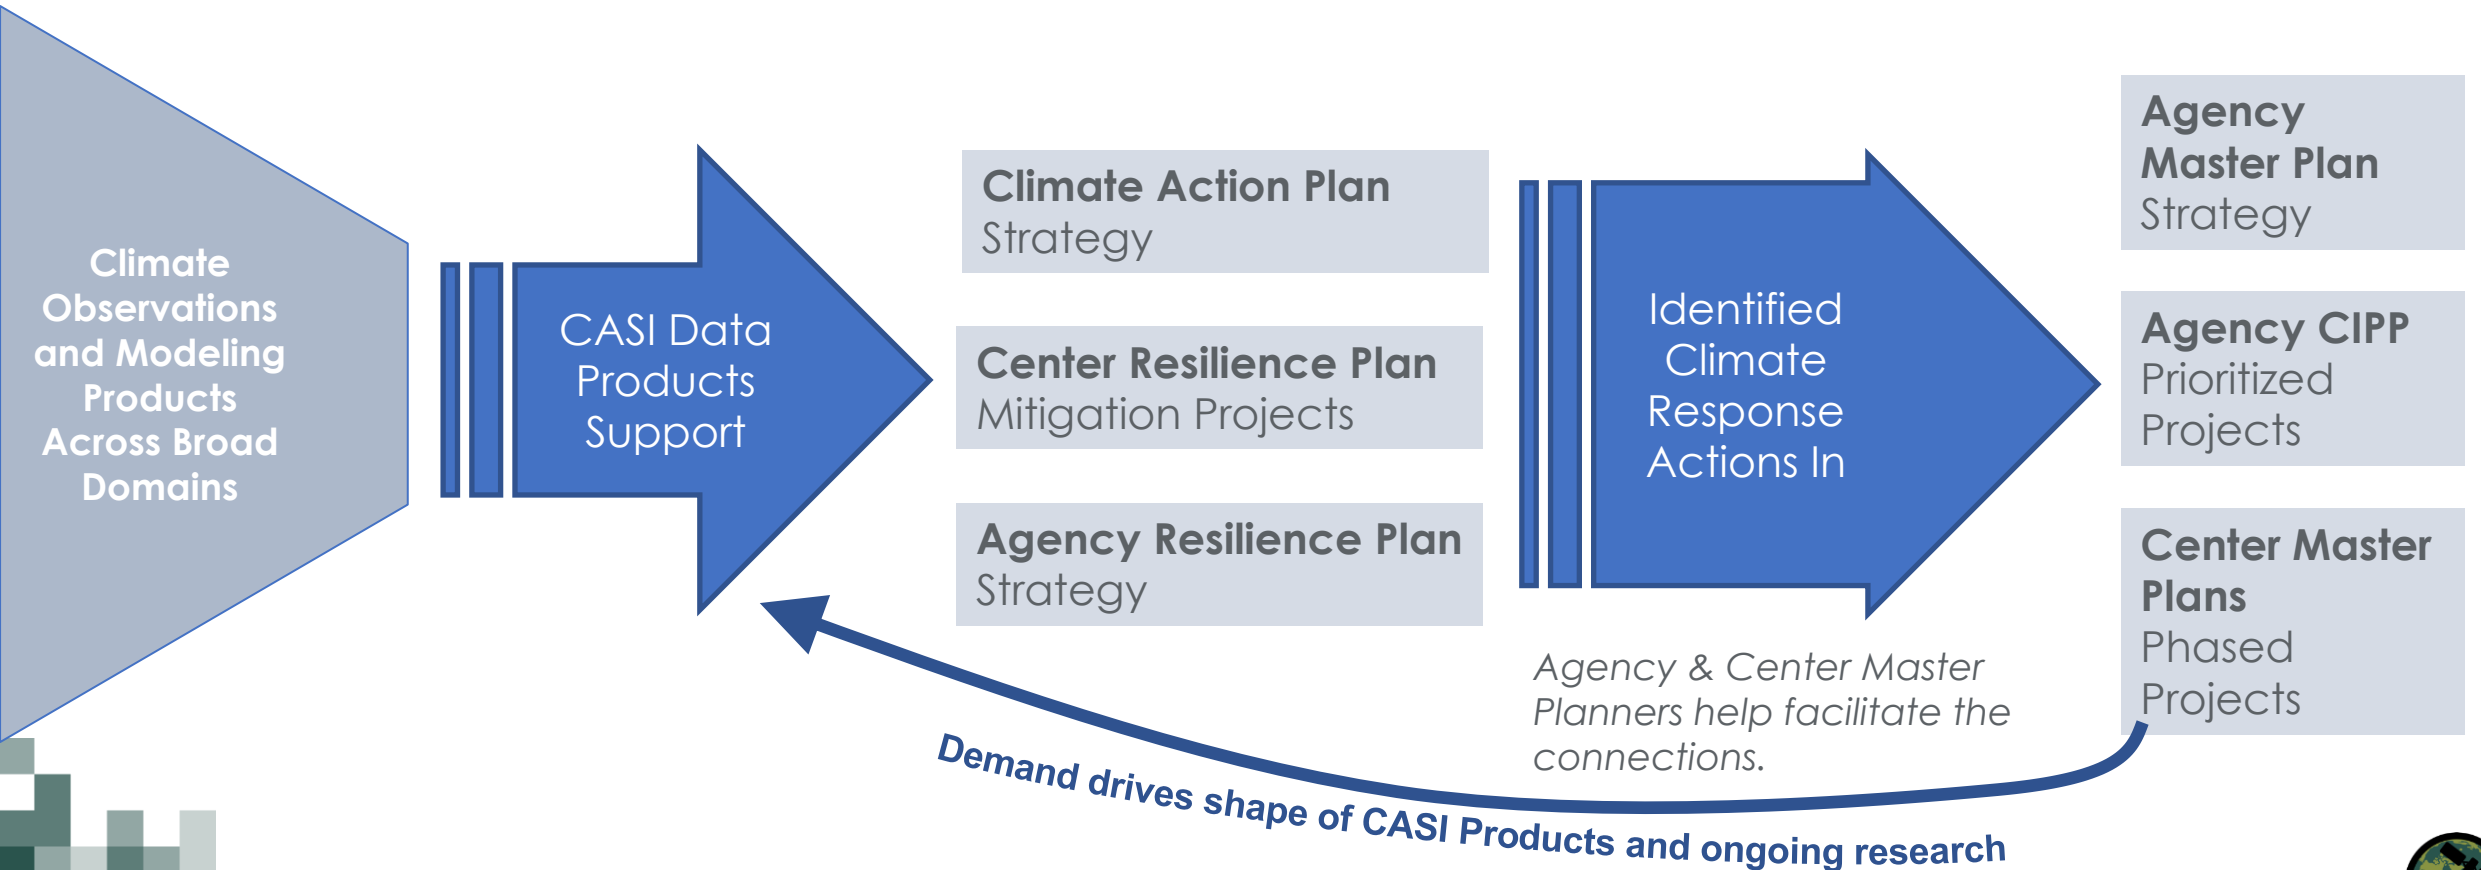 Climate
Observations
and Modeling
Products
Across Broad
Domains
CASI Data
Products
Support
Climate Action Plan
Strategy
Center Resilience Plan
Mitigation Projects
Agency Resilience Plan
Strategy
Identified
Climate
Response
Actions In
Agency & Center Master
Planners help facilitate the
connections.
Agency
Master Plan
Strategy
Agency CIPP
Prioritized
Projects
Center Master
Plans
Phased
Projects
Demand drives shape of CASI Products and ongoing research